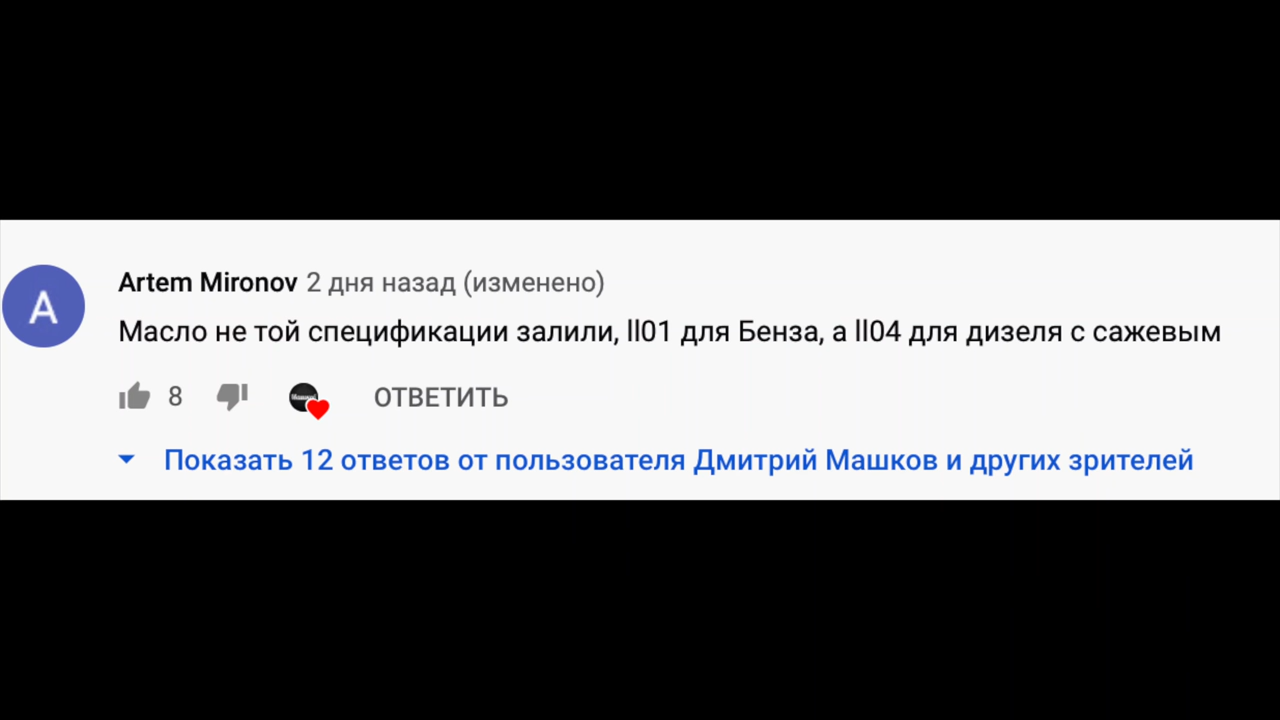 A
Artem Mironov 2 дня назад (изменено)
Масло не той спецификации залили, ll01 для Бенза, а ll04 для дизеля с сажевым
8 ОТВЕТИТЬ
Показать 12 ответов от пользователя Дмитрий Машков и других зрителей